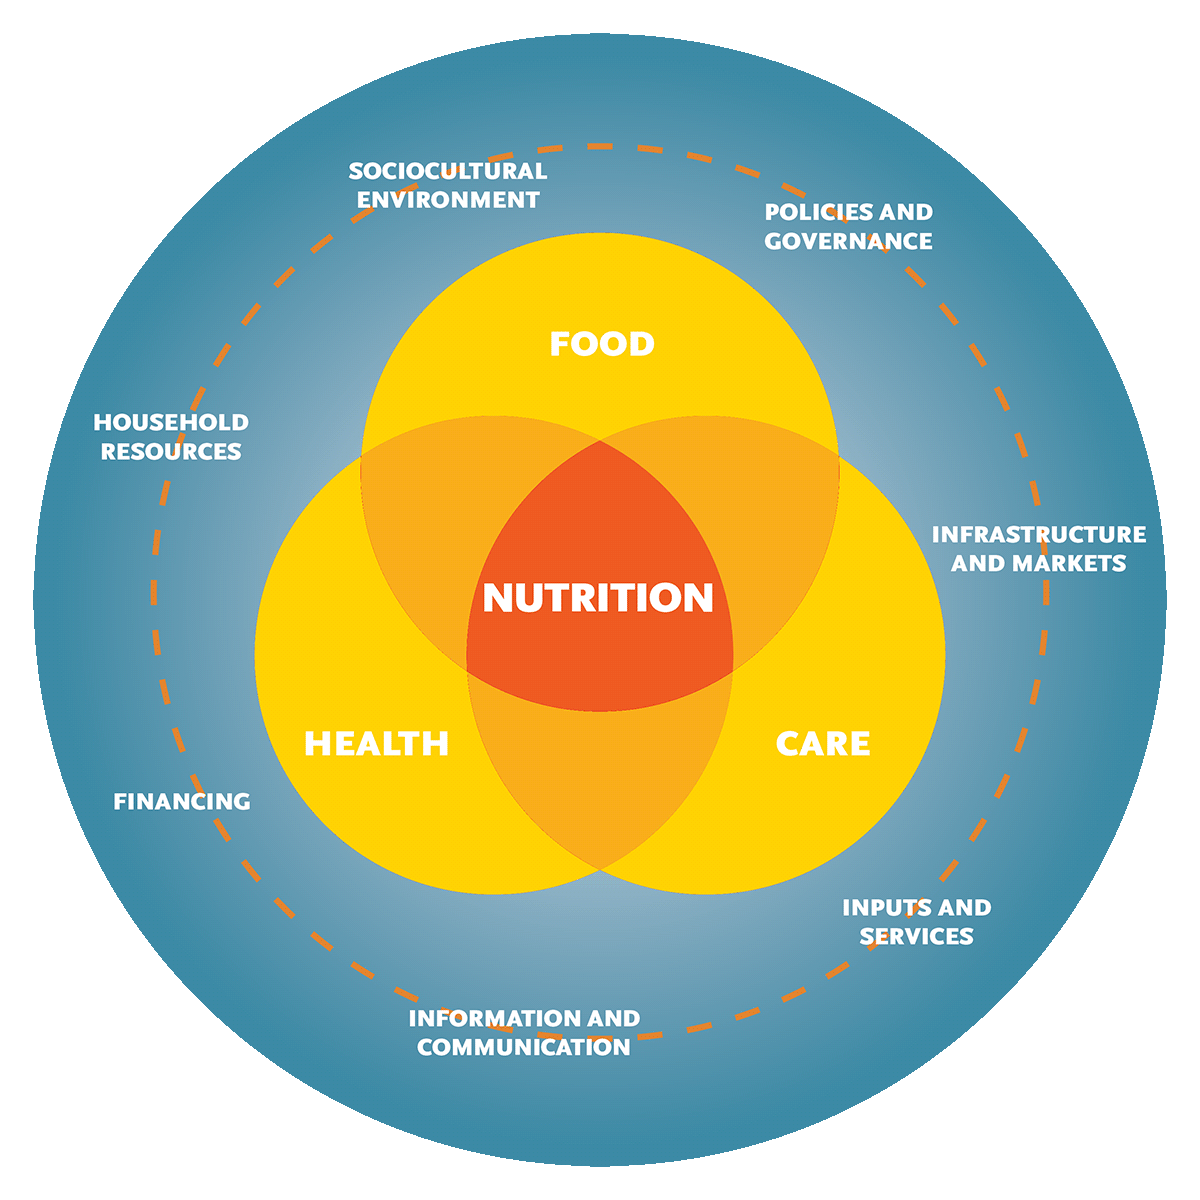 SOCIOCULTURAL
ENVIRONMENT
POLICIES AND
GOVERNANCE
FOOD
HOUSEHOLD
RESOURCES
INFRASTRUCTURE
AND MARKETS
NUTRITION
HEALTH
CARE
FINANCING
INPUTS AND
SERVICES
INFORMATION AND
COMMUNICATION